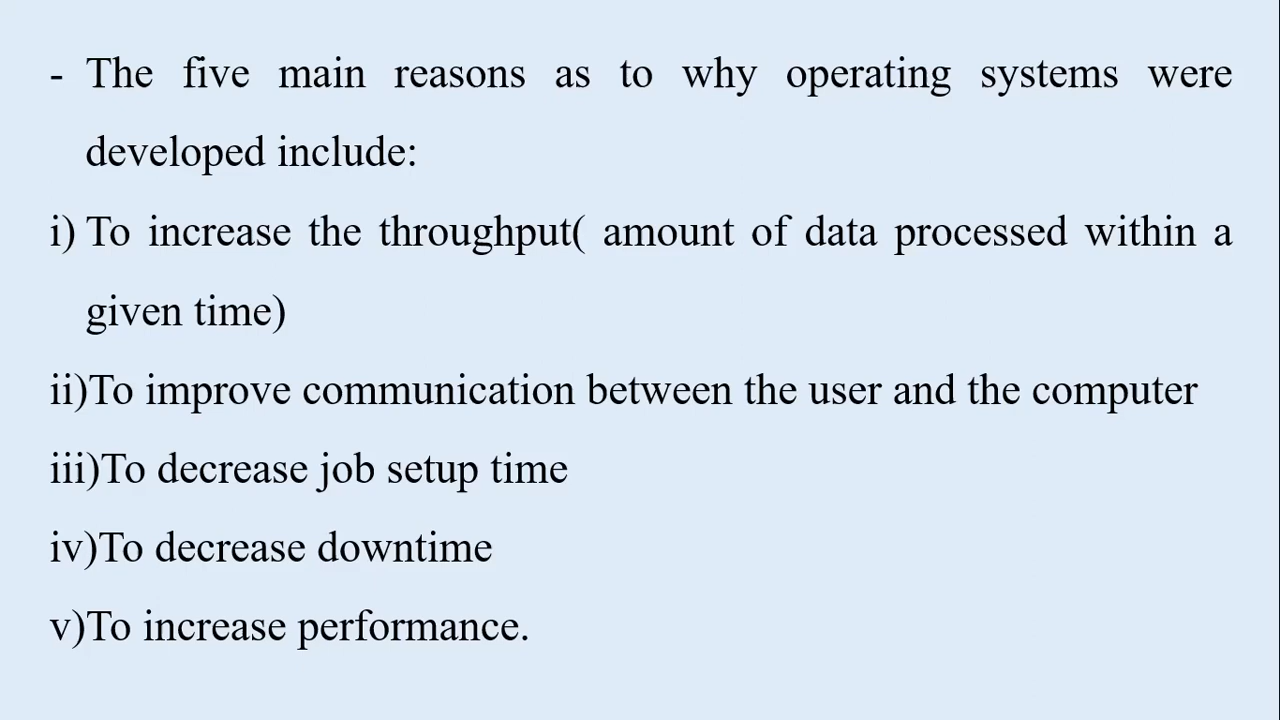 - The five main reasons as to why operating systems were
developed include:
i) To increase the throughput( amount of data processed within a
given time)
ii)To improve communication between the user and the computer
iii)To decrease job setup time
iv)To decrease downtime
v)To increase performance.